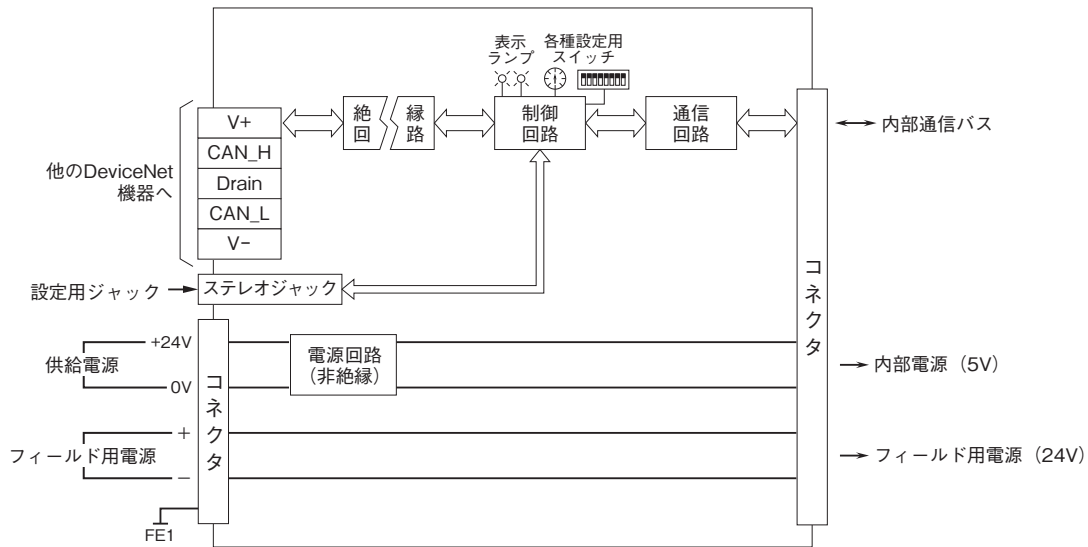 表示
ランプ
各種設定用
スイッチ
V+
CAN_H
Drain
CAN_L
V−
他のDeviceNet
機器へ
絶
回
縁
路
制御
回路
通信
回路
内部通信バス
設定用ジャック
ステレオジャック
コネクタ
供給電源
+24V
0V
電源回路
(非絶縁)
コネクタ
内部電源(5V)
フィールド用電源
+
−
フィールド用電源(24V)
FE1